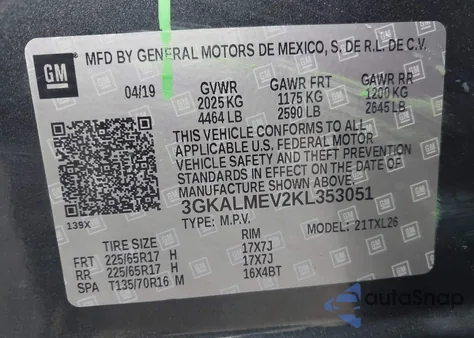 GM
MFD BY GENERAL MOTORS DE MEXICO, S. DE R.L. DE C.V.
04/19 GVWR GAWR FRT GAWR RR
2025 KG 1175 KG 1200 KG
4464 LB 2590 LB 2645 LB
THIS VEHICLE CONFORMS TO ALL
APPLICABLE U.S. FEDERAL MOTOR
VEHICLE SAFETY AND THEFT PREVENTION
STANDARDS IN EFFECT ON THE DATE OF
MANUFACTURE SHOWN ABOVE.
3GKALMEV2KL353051
TYPE: M.P.V. MODEL: 21TXL26
139X
TIRE SIZE RIM
FRT 225/65R17 H 17X7J
RR 225/65R17 H 17X7J
SPA T135/70R16 M 16X4BT
autoSnap